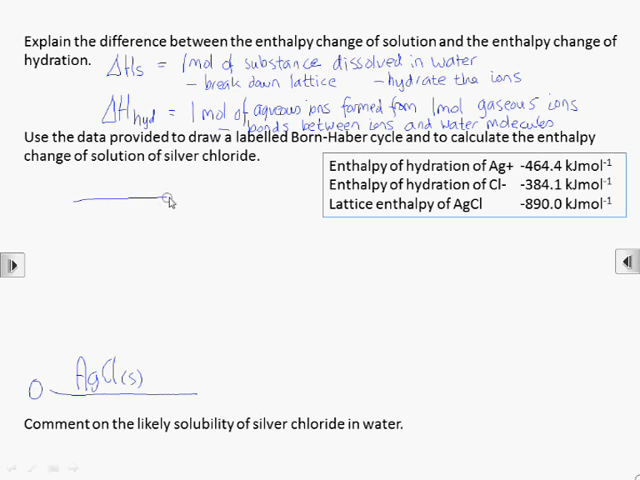 Explain the difference between the enthalpy change of solution and the enthalpy change of
hydration. ΔHs = 1mol of substance dissolved in water
- break down lattice - hydrate the ions
ΔHhyd = 1 mol of aqueous ions formed from 1mol gaseous ions
- bonds between ions and water molecules
Use the data provided to draw a labelled Born-Haber cycle and to calculate the enthalpy
change of solution of silver chloride.
Enthalpy of hydration of Ag+ -464.4 kJmol-1
Enthalpy of hydration of Cl- -384.1 kJmol-1
Lattice enthalpy of AgCl -890.0 kJmol-1
AgCl(s)
0
Comment on the likely solubility of silver chloride in water.